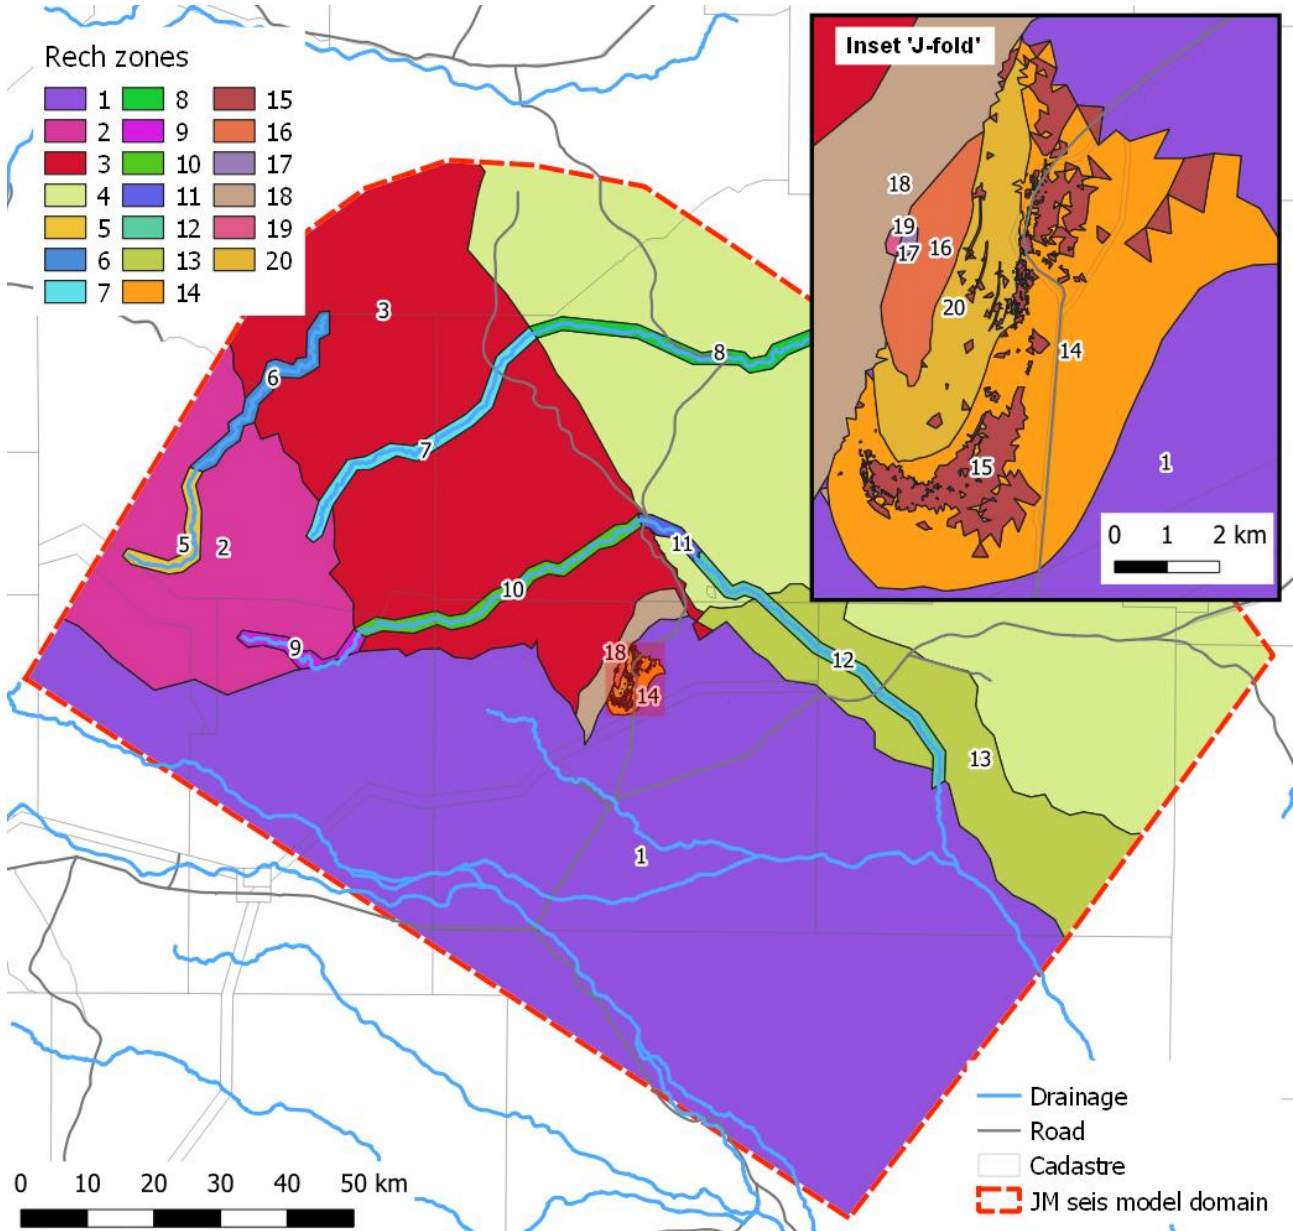 Rech zones
1 8 15
2 9 16
3 10 17
4 11 18
5 12 19
6 13 20
7 14
Inset 'J-fold'
18
19
17
16
20
14
15
1
0 1 2 km
3
6
8
7
5
2
11
10
9
18
14
12
13
1
Drainage
Road
Cadastre
JM seis model domain
0 10 20 30 40 50 km